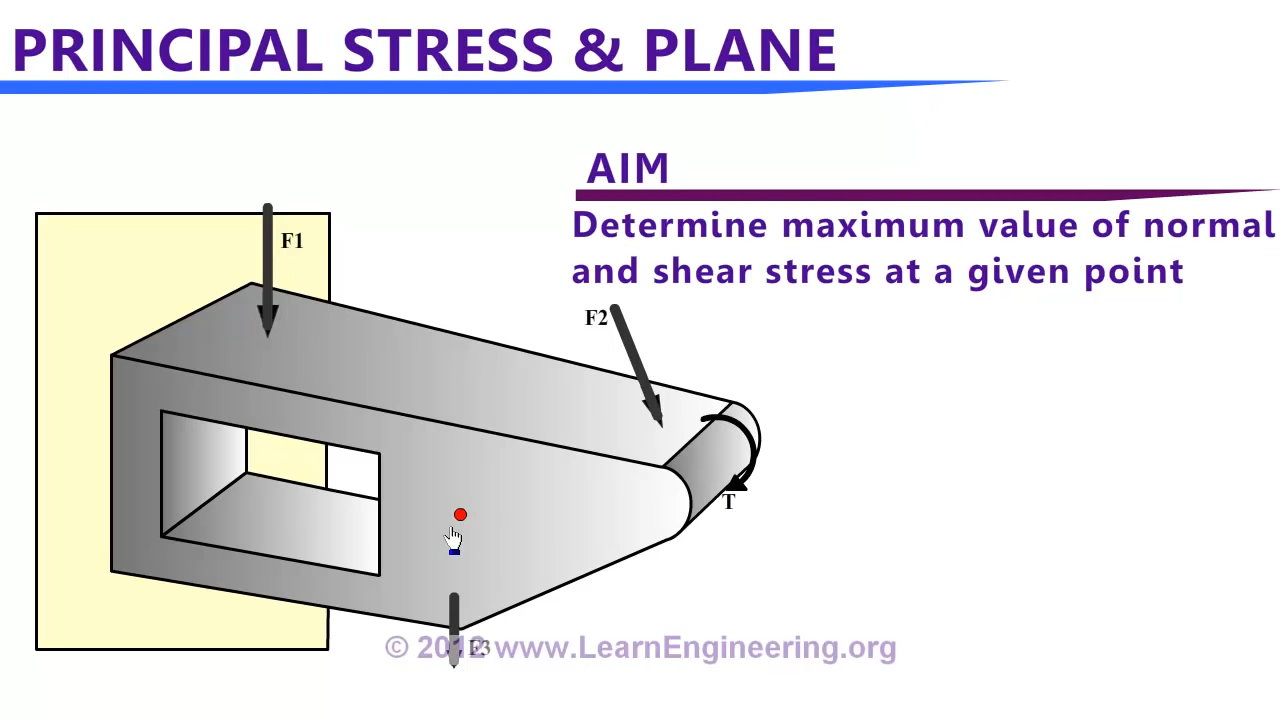 PRINCIPAL STRESS & PLANE
AIM
Determine maximum value of normal
and shear stress at a given point
F1
F2
T
F3
© 2012 www.LearnEngineering.org